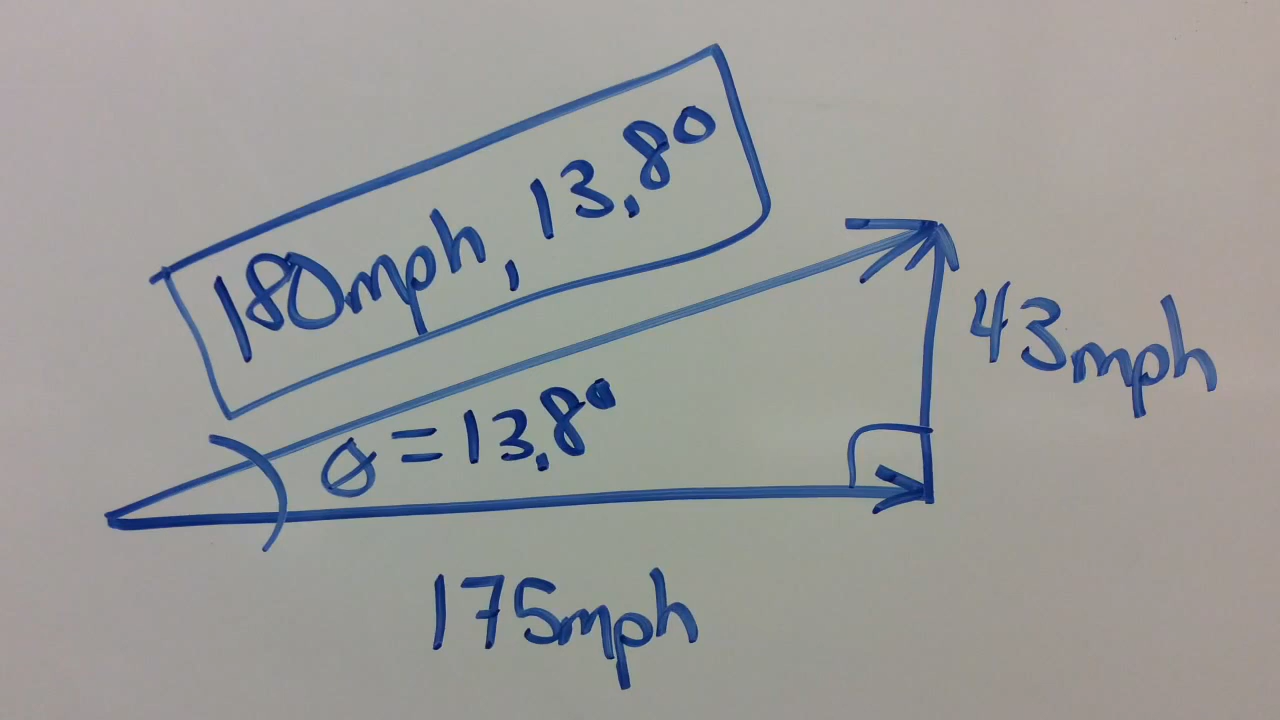 180mph, 13,8°
43mph
θ = 13,8°
175mph